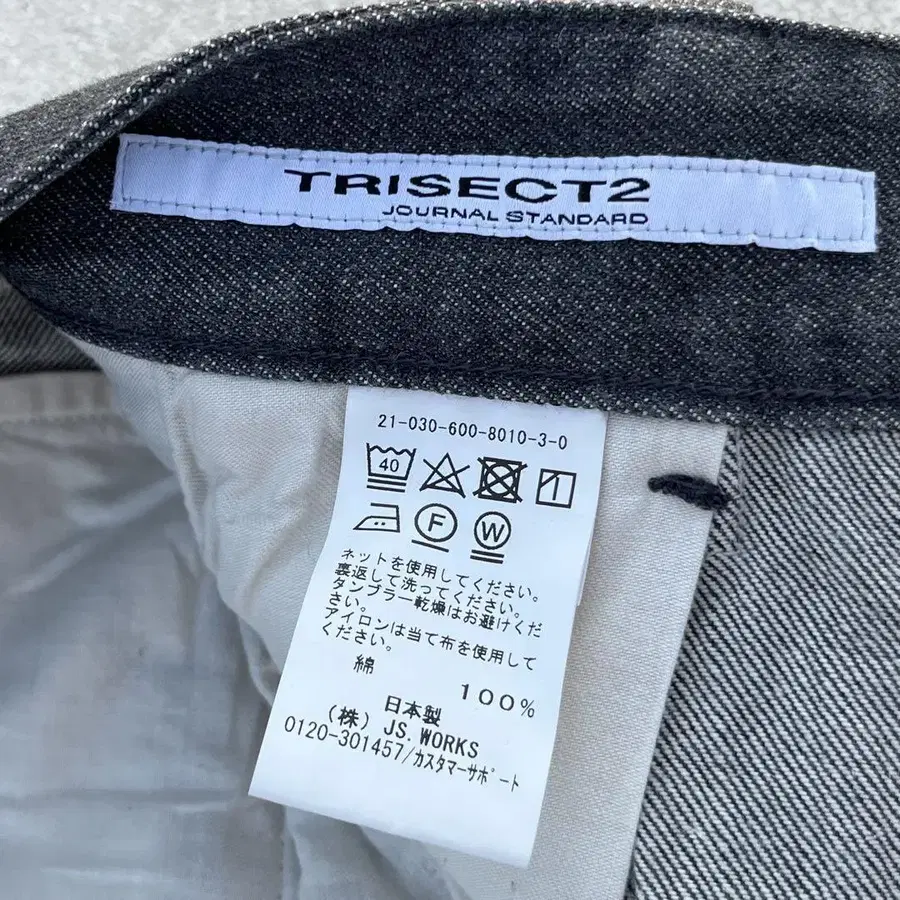 TRISECT2
JOURNAL STANDARD
21-030-600-8010-3-0
40
F W
ネットを使用してください。
裏返して洗ってください。
タンブラー乾燥はお避けくだ
さい。
アイロンは当て布を使用して
ください。
綿 100%
日本製
(株) JS.WORKS
0120-301457/カスタマーサポート